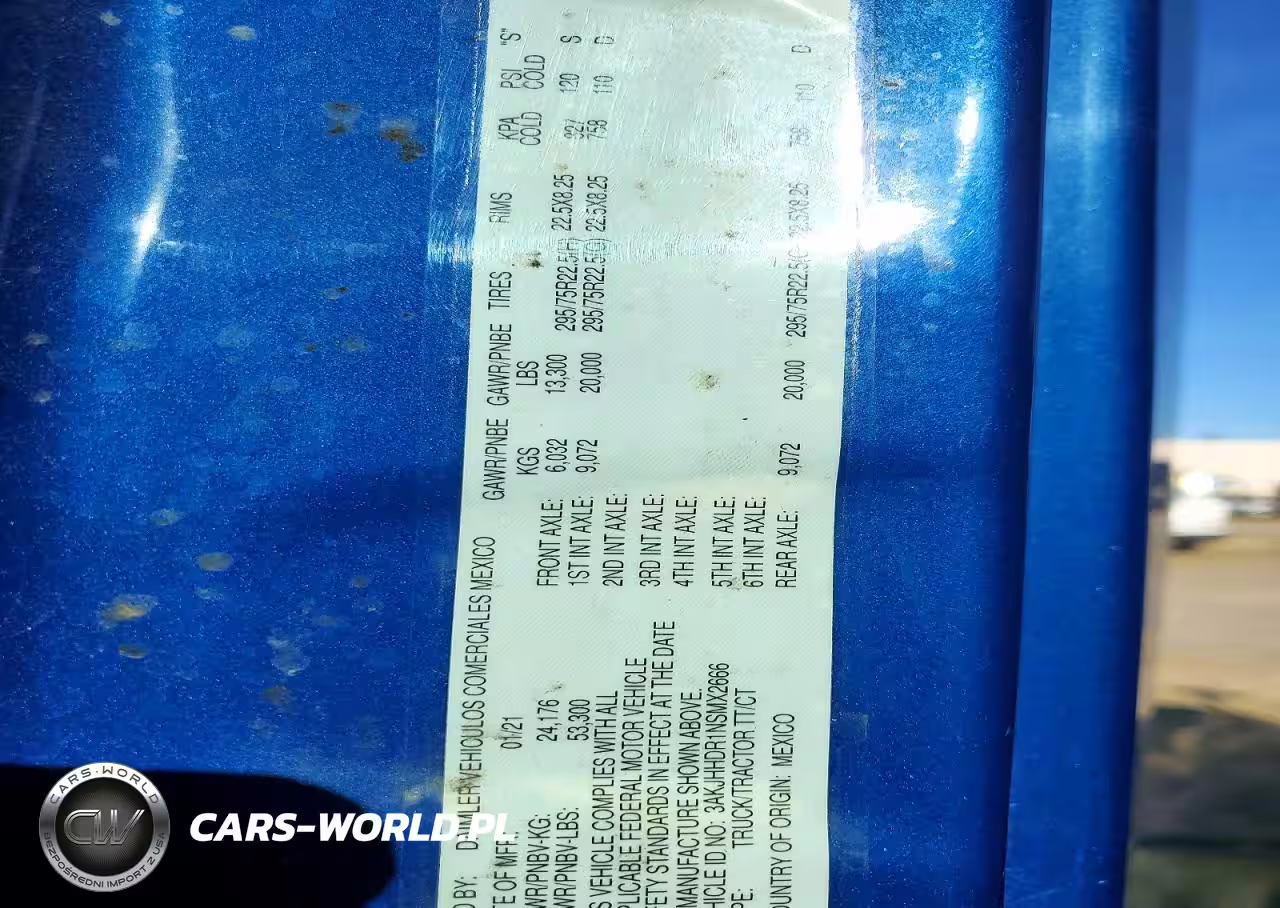 D BY: DAIMLER VEHICULOS COMERCIALES MEXICO
TE OF MFR.: 01/21
WR/PNBV-KG: 24,176
WR/PNBV-LBS: 53,300
S VEHICLE COMPLIES WITH ALL
PLICABLE FEDERAL MOTOR VEHICLE
FETY STANDARDS IN EFFECT AT THE DATE
MANUFACTURE SHOWN ABOVE.
HICLE ID NO: 3AKJHHDR1NSMX2666
PE: TRUCK/TRACTOR TT/CT
OUNTRY OF ORIGIN: MEXICO
GAWR/PNBE GAWR/PNBE TIRES RIMS KPA PSI "S"
KGS LBS COLD COLD
FRONT AXLE: 6,032 13,300 295/75R22.5(H) 22.5X8.25 827 120 S
1ST INT AXLE: 9,072 20,000 295/75R22.5(G) 22.5X8.25 758 110 D
2ND INT AXLE:
3RD INT AXLE:
4TH INT AXLE:
5TH INT AXLE:
6TH INT AXLE:
REAR AXLE: 9,072 20,000 295/75R22.5(G 22.5X8.25 758 110 D
CARS-WORLD
CW
BEZPOŚREDNI IMPORT Z USA
CARS-WORLD.PL